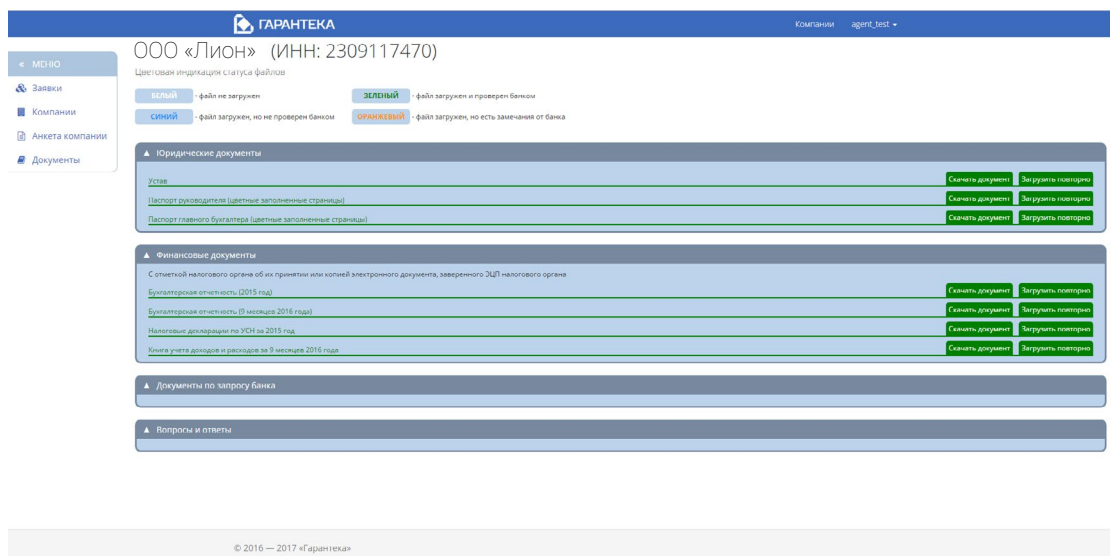 ГАРАНТЕКА
Компании agent_test
« МЕНЮ
Заявки
Компании
Анкета компании
Документы
ООО «Лион» (ИНН: 2309117470)
Цветовая индикация статуса файлов
БЕЛЫЙ - файл не загружен
ЗЕЛЕНЫЙ - файл загружен и проверен банком
СИНИЙ - файл загружен, но не проверен банком
ОРАНЖЕВЫЙ - файл загружен, но есть замечания от банка
▲ Юридические документы
Устав Скачать документ Загрузить повторно
Паспорт руководителя (цветные заполненные страницы) Скачать документ Загрузить повторно
Паспорт главного бухгалтера (цветные заполненные страницы) Скачать документ Загрузить повторно
▲ Финансовые документы
С отметкой налогового органа об их принятии или копией электронного документа, заверенного ЭЦП налогового органа
Бухгалтерская отчетность (2015 год) Скачать документ Загрузить повторно
Бухгалтерская отчетность (9 месяцев 2016 года) Скачать документ Загрузить повторно
Налоговые декларации по УСН за 2015 год Скачать документ Загрузить повторно
Книга учета доходов и расходов за 9 месяцев 2016 года Скачать документ Загрузить повторно
▲ Документы по запросу банка
▲ Вопросы и ответы
© 2016 — 2017 «Гарантека»